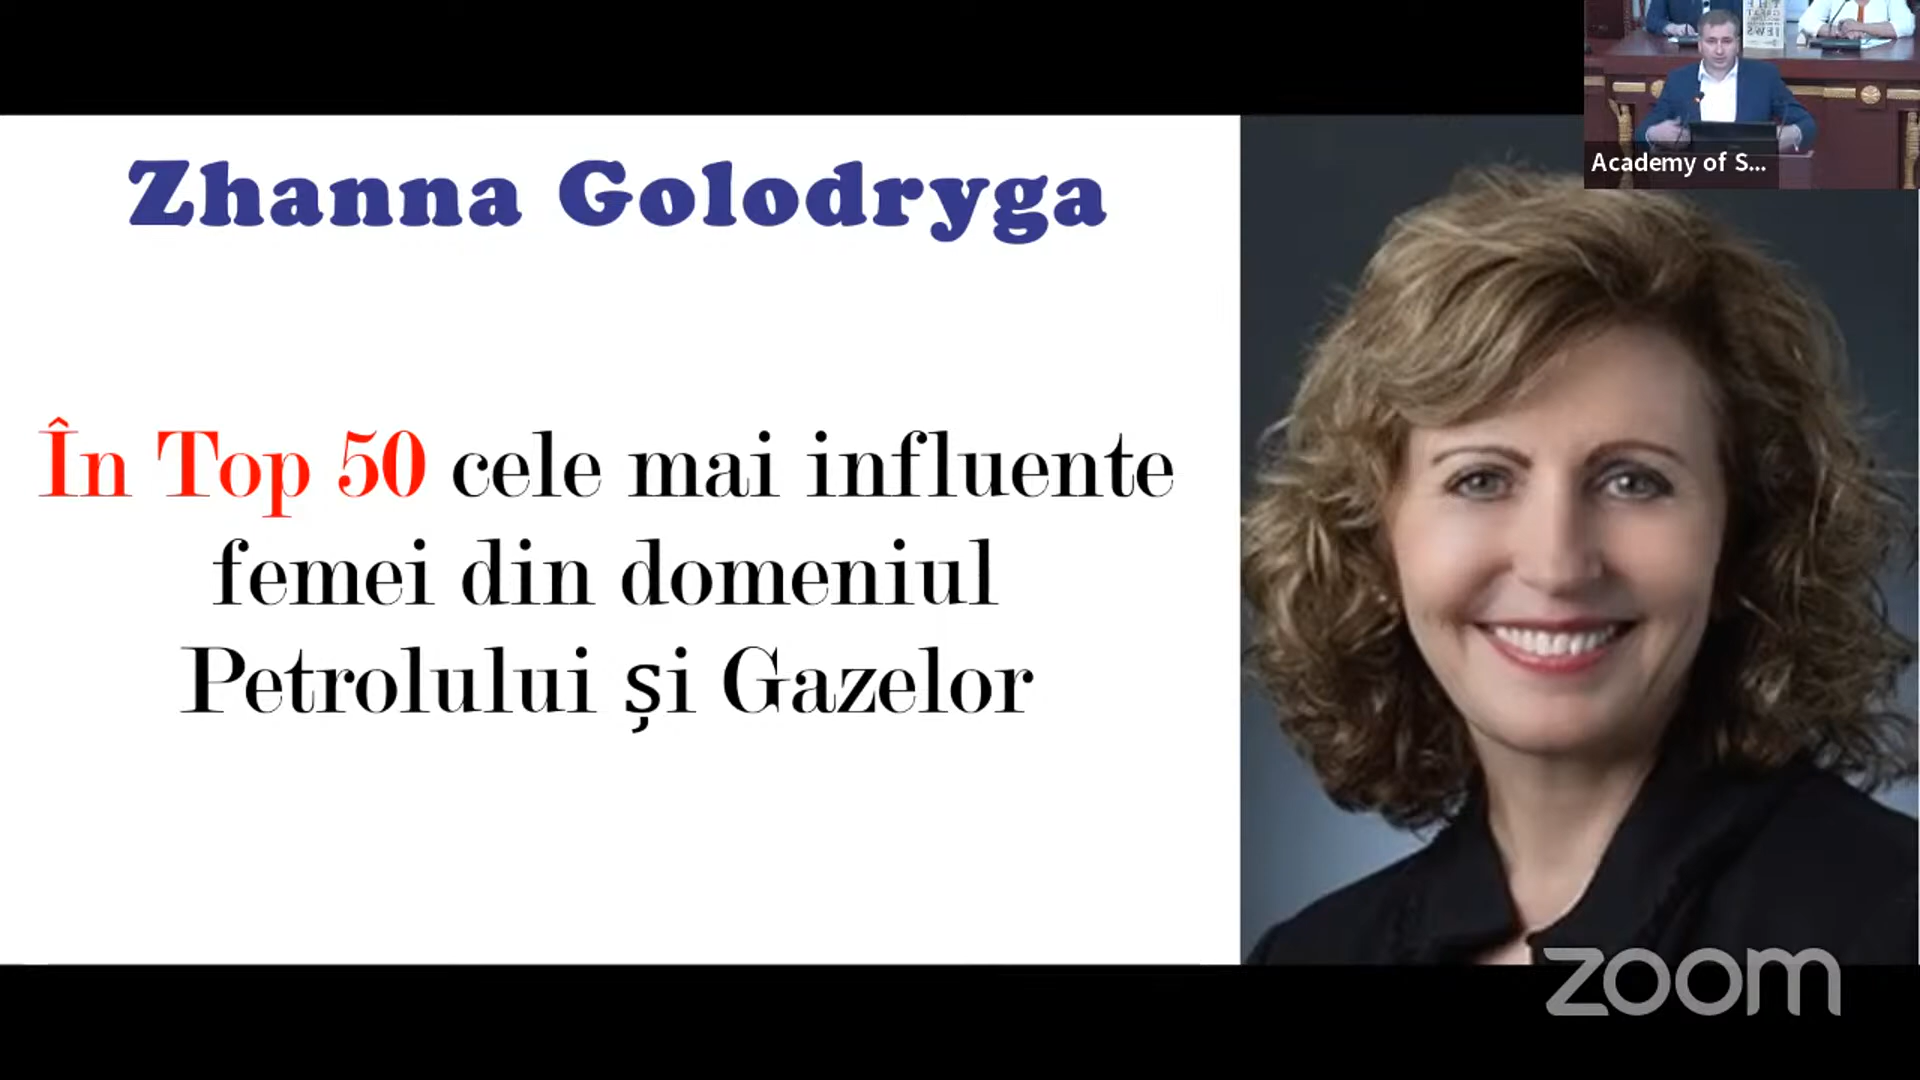 Zhanna Golodryga
În Top 50 cele mai influente
femei din domeniul
Petrolului și Gazelor
Academy of S...
zoom